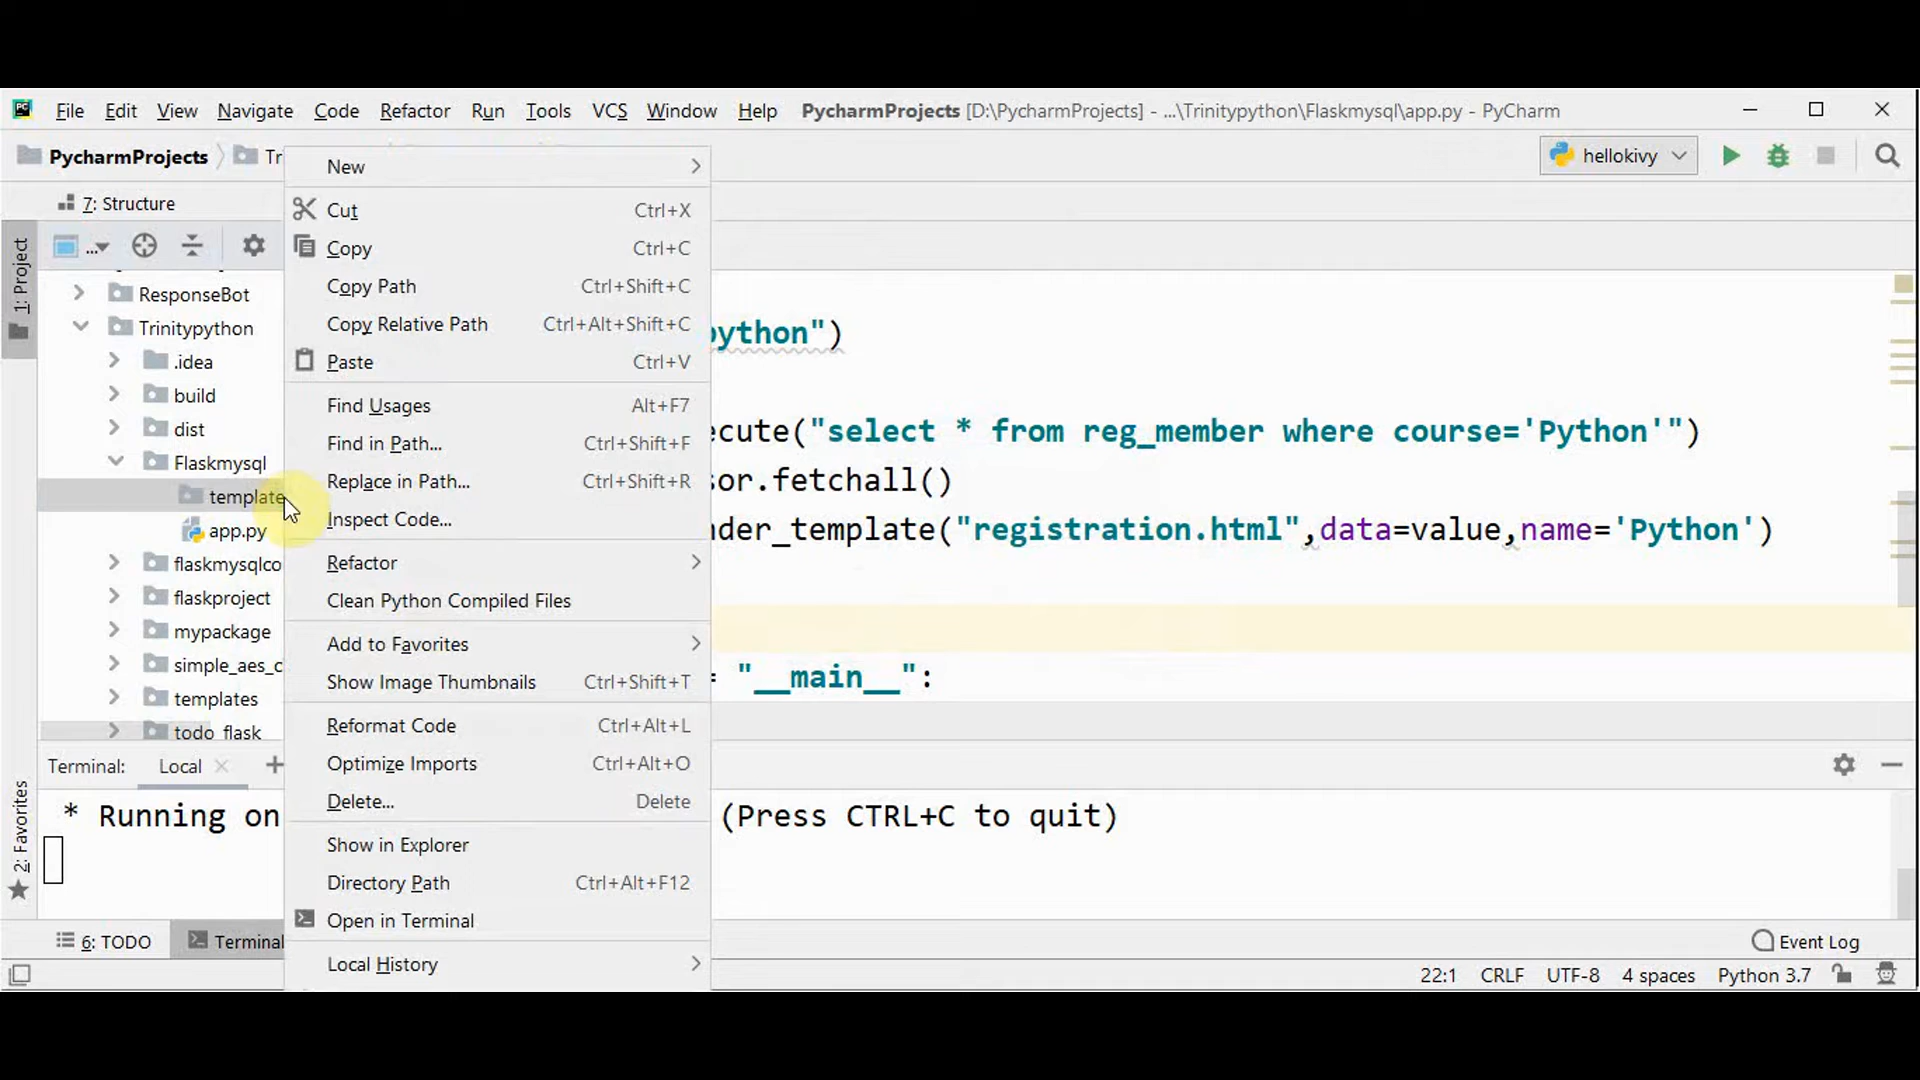 PC File Edit View Navigate Code Refactor Run Tools VCS Window Help PycharmProjects [D:\PycharmProjects] - ...\Trinitypython\Flaskmysql\app.py - PyCharm
PycharmProjects Tr hellokivy
7: Structure
...
1: Project
ResponseBot
Trinitypython
.idea
build
dist
Flaskmysql
template
app.py
flaskmysqlco
flaskproject
mypackage
simple_aes_c
templates
todo_flask
New
Cut Ctrl+X
Copy Ctrl+C
Copy Path Ctrl+Shift+C
Copy Relative Path Ctrl+Alt+Shift+C
Paste Ctrl+V
Find Usages Alt+F7
Find in Path... Ctrl+Shift+F
Replace in Path... Ctrl+Shift+R
Inspect Code...
Refactor
Clean Python Compiled Files
Add to Favorites
Show Image Thumbnails Ctrl+Shift+T
Reformat Code Ctrl+Alt+L
Optimize Imports Ctrl+Alt+O
Delete... Delete
Show in Explorer
Directory Path Ctrl+Alt+F12
Open in Terminal
Local History
python")
ecute("select * from reg_member where course='Python'")
sor.fetchall()
nder_template("registration.html",data=value,name='Python')
= "__main__":
Terminal: Local
2: Favorites
* Running on (Press CTRL+C to quit)
6: TODO Terminal Event Log
22:1 CRLF UTF-8 4 spaces Python 3.7